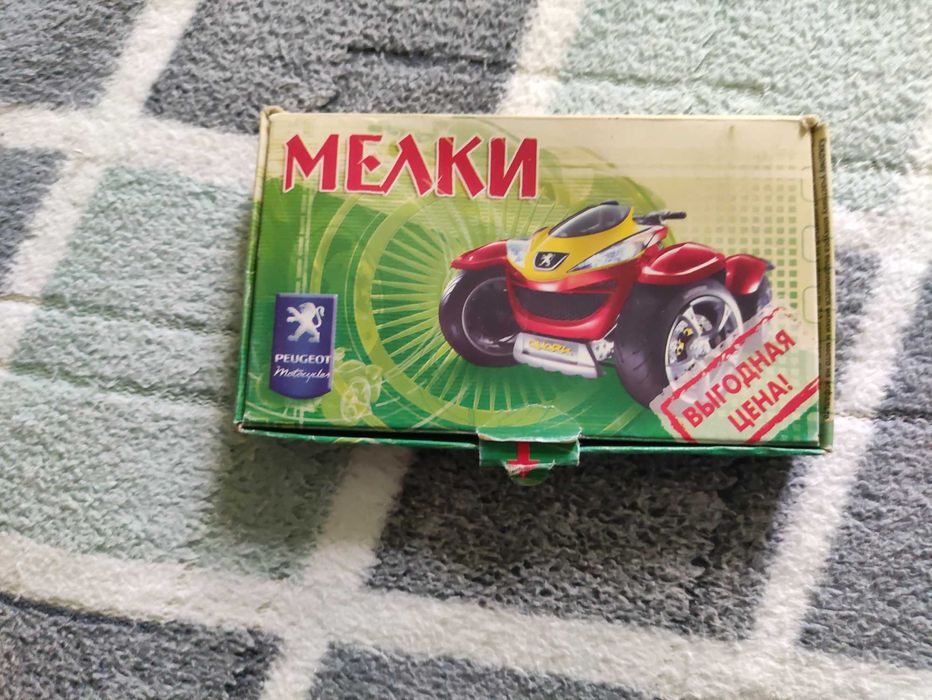 МЕЛКИ
PEUGEOT
Motocycles
ВЫГОДНАЯ
ЦЕНА!